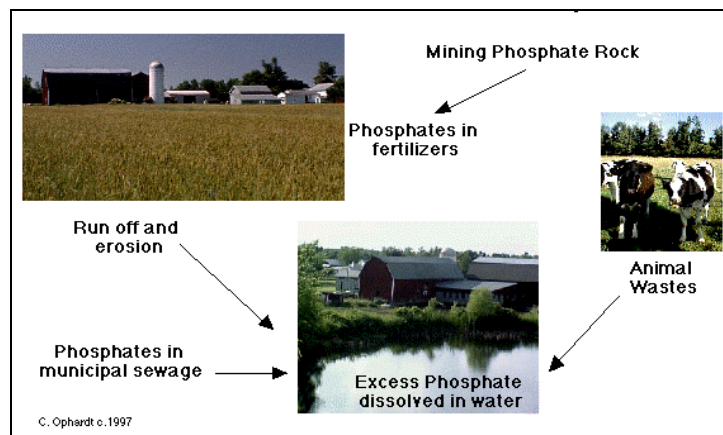 Mining Phosphate Rock
Phosphates in
fertilizers
Run off and
erosion
Animal
Wastes
Phosphates in
municipal sewage
Excess Phosphate
dissolved in water
C. Ophardt c.1997